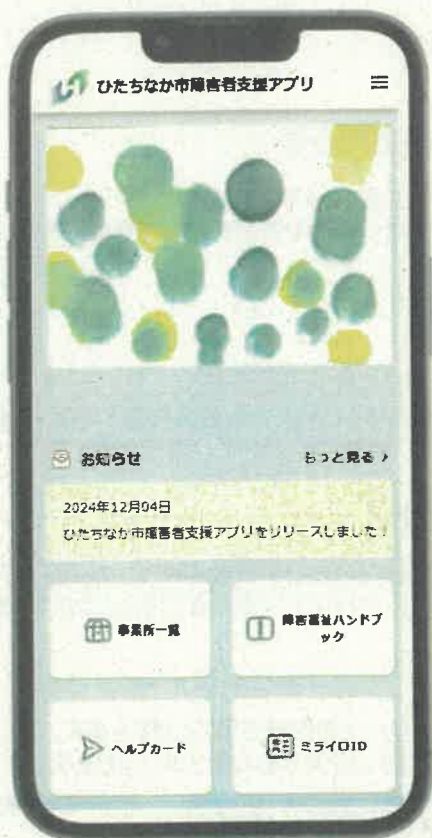 ひたちなか市障害者支援アプリ
お知らせ
もっと見る ›
2024年12月04日
ひたちなか市障害者支援アプリをリリースしました！
事業所一覧
障害福祉ハンドブ
ック
ヘルプカード
ミライロID